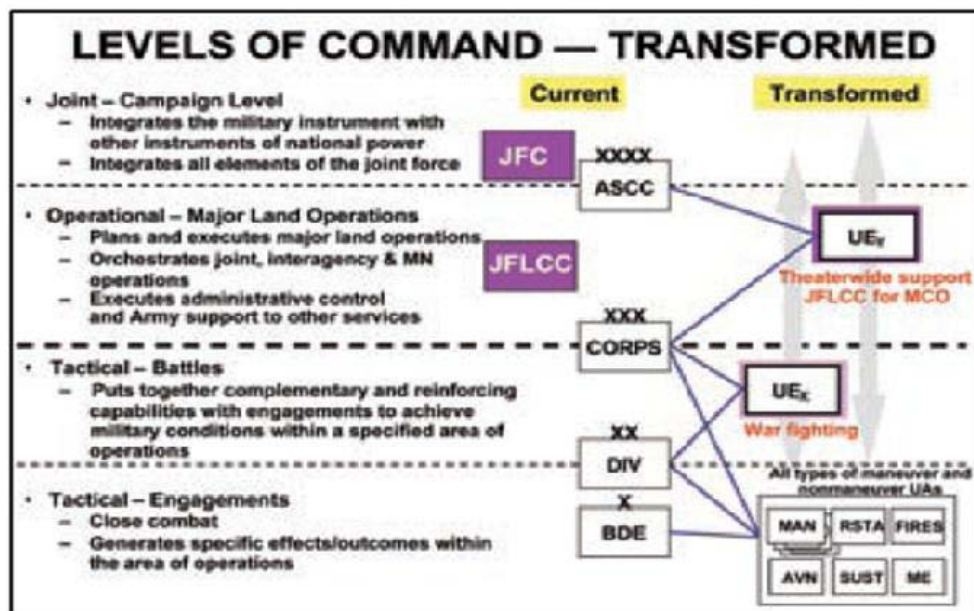 LEVELS OF COMMAND — TRANSFORMED
Current
Transformed
• Joint – Campaign Level
– Integrates the military instrument with
other instruments of national power
– Integrates all elements of the joint force
JFC
XXXX
ASCC
• Operational – Major Land Operations
– Plans and executes major land operations
– Orchestrates joint, interagency & MN
operations
– Executes administrative control
and Army support to other services
JFLCC
UEy
Theaterwide support
JFLCC for MCO
XXX
CORPS
• Tactical – Battles
– Puts together complementary and reinforcing
capabilities with engagements to achieve
military conditions within a specified area of
operations
UEx
War fighting
XX
DIV
• Tactical – Engagements
– Close combat
– Generates specific effects/outcomes within
the area of operations
X
BDE
All types of maneuver and
nonmaneuver UAs
MAN RSTA FIRES
AVN SUST ME